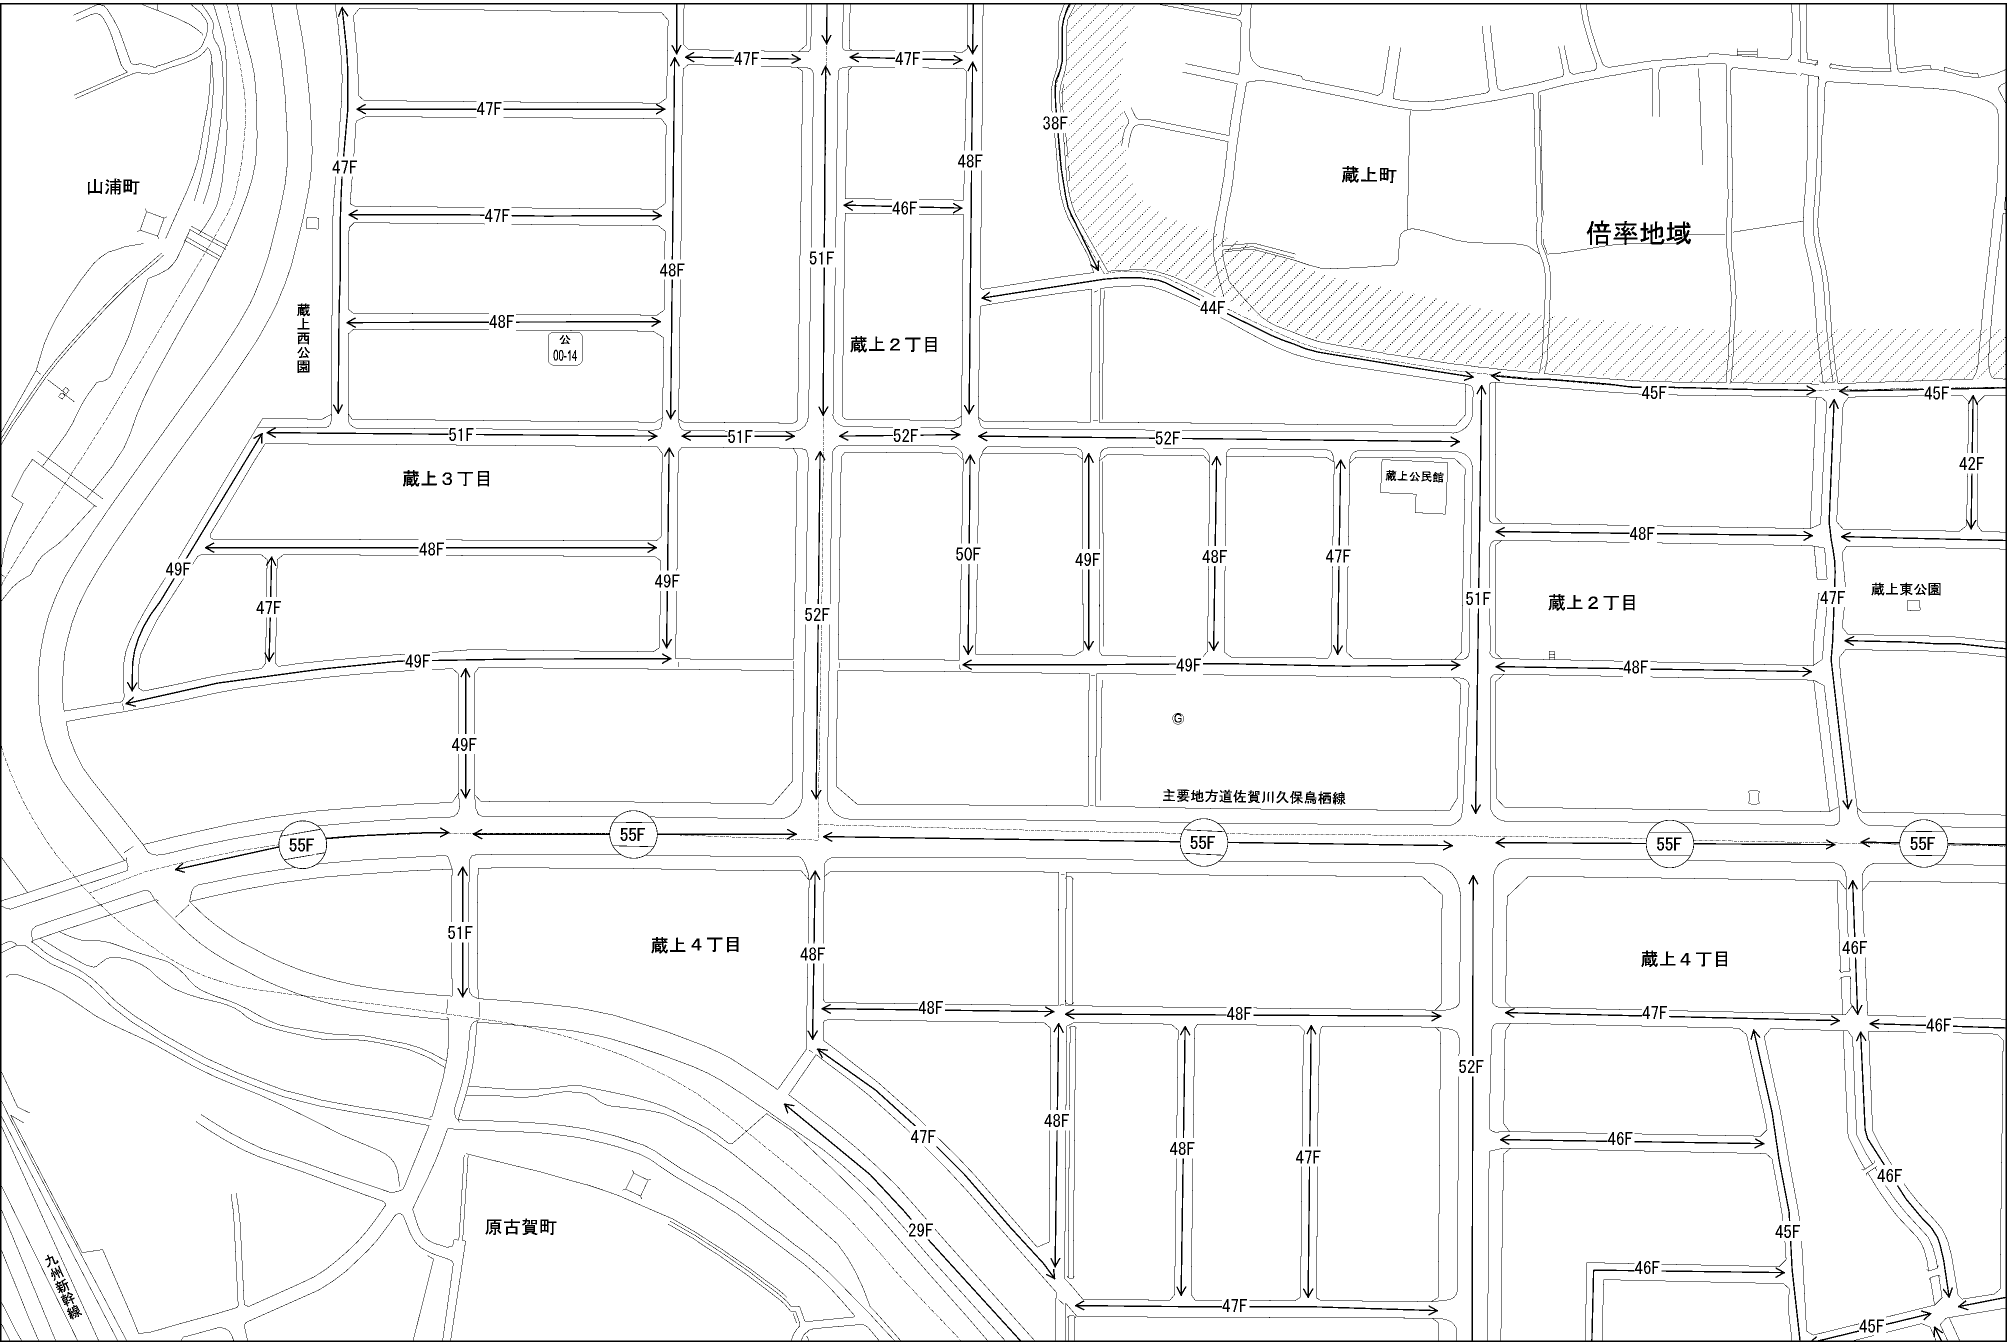 47F
47F
47F
38F
48F
47F
山浦町
蔵上町
46F
47F
倍率地域
51F
48F
蔵上西公園
44F
48F
公
00-14
蔵上２丁目
45F
45F
51F
51F
52F
52F
42F
蔵上３丁目
蔵上公民館
48F
48F
50F
49F
48F
47F
49F
49F
蔵上東公園
47F
52F
51F
蔵上２丁目
47F
49F
49F
48F
G
49F
主要地方道佐賀川久保鳥栖線
55F
55F
55F
55F
55F
51F
蔵上４丁目
48F
46F
蔵上４丁目
48F
48F
47F
46F
52F
48F
47F
48F
47F
46F
46F
原古賀町
29F
45F
九州新幹線
46F
47F
45F